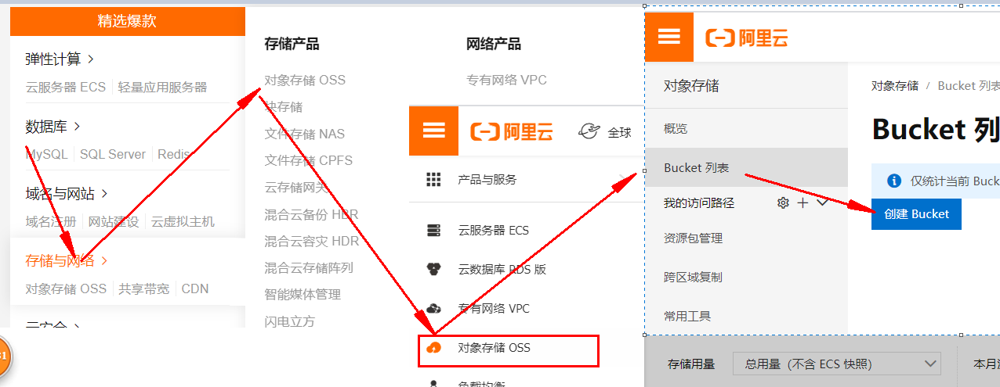 精选爆款
弹性计算 >
云服务器 ECS 轻量应用服务器
数据库 >
MySQL SQL Server Redis
域名与网站 >
域名注册 网站建设 云虚拟主机
存储与网络 >
对象存储 OSS 共享带宽 CDN
云安全 >
31
存储产品
对象存储 OSS
块存储
文件存储 NAS
文件存储 CPFS
云存储网关
混合云备份 HBR
混合云容灾 HDR
混合云存储阵列
智能媒体管理
闪电立方
网络产品
专有网络 VPC
阿里云 全球
产品与服务
云服务器 ECS
云数据库 RDS 版
专有网络 VPC
对象存储 OSS
负载均衡
阿里云
对象存储
概览
Bucket 列表
我的访问路径
资源包管理
跨区域复制
常用工具
对象存储 / Bucket 列表
Bucket 列
仅统计当前 Buck
创建 Bucket
存储用量 总用量（不含 ECS 快照） 本月